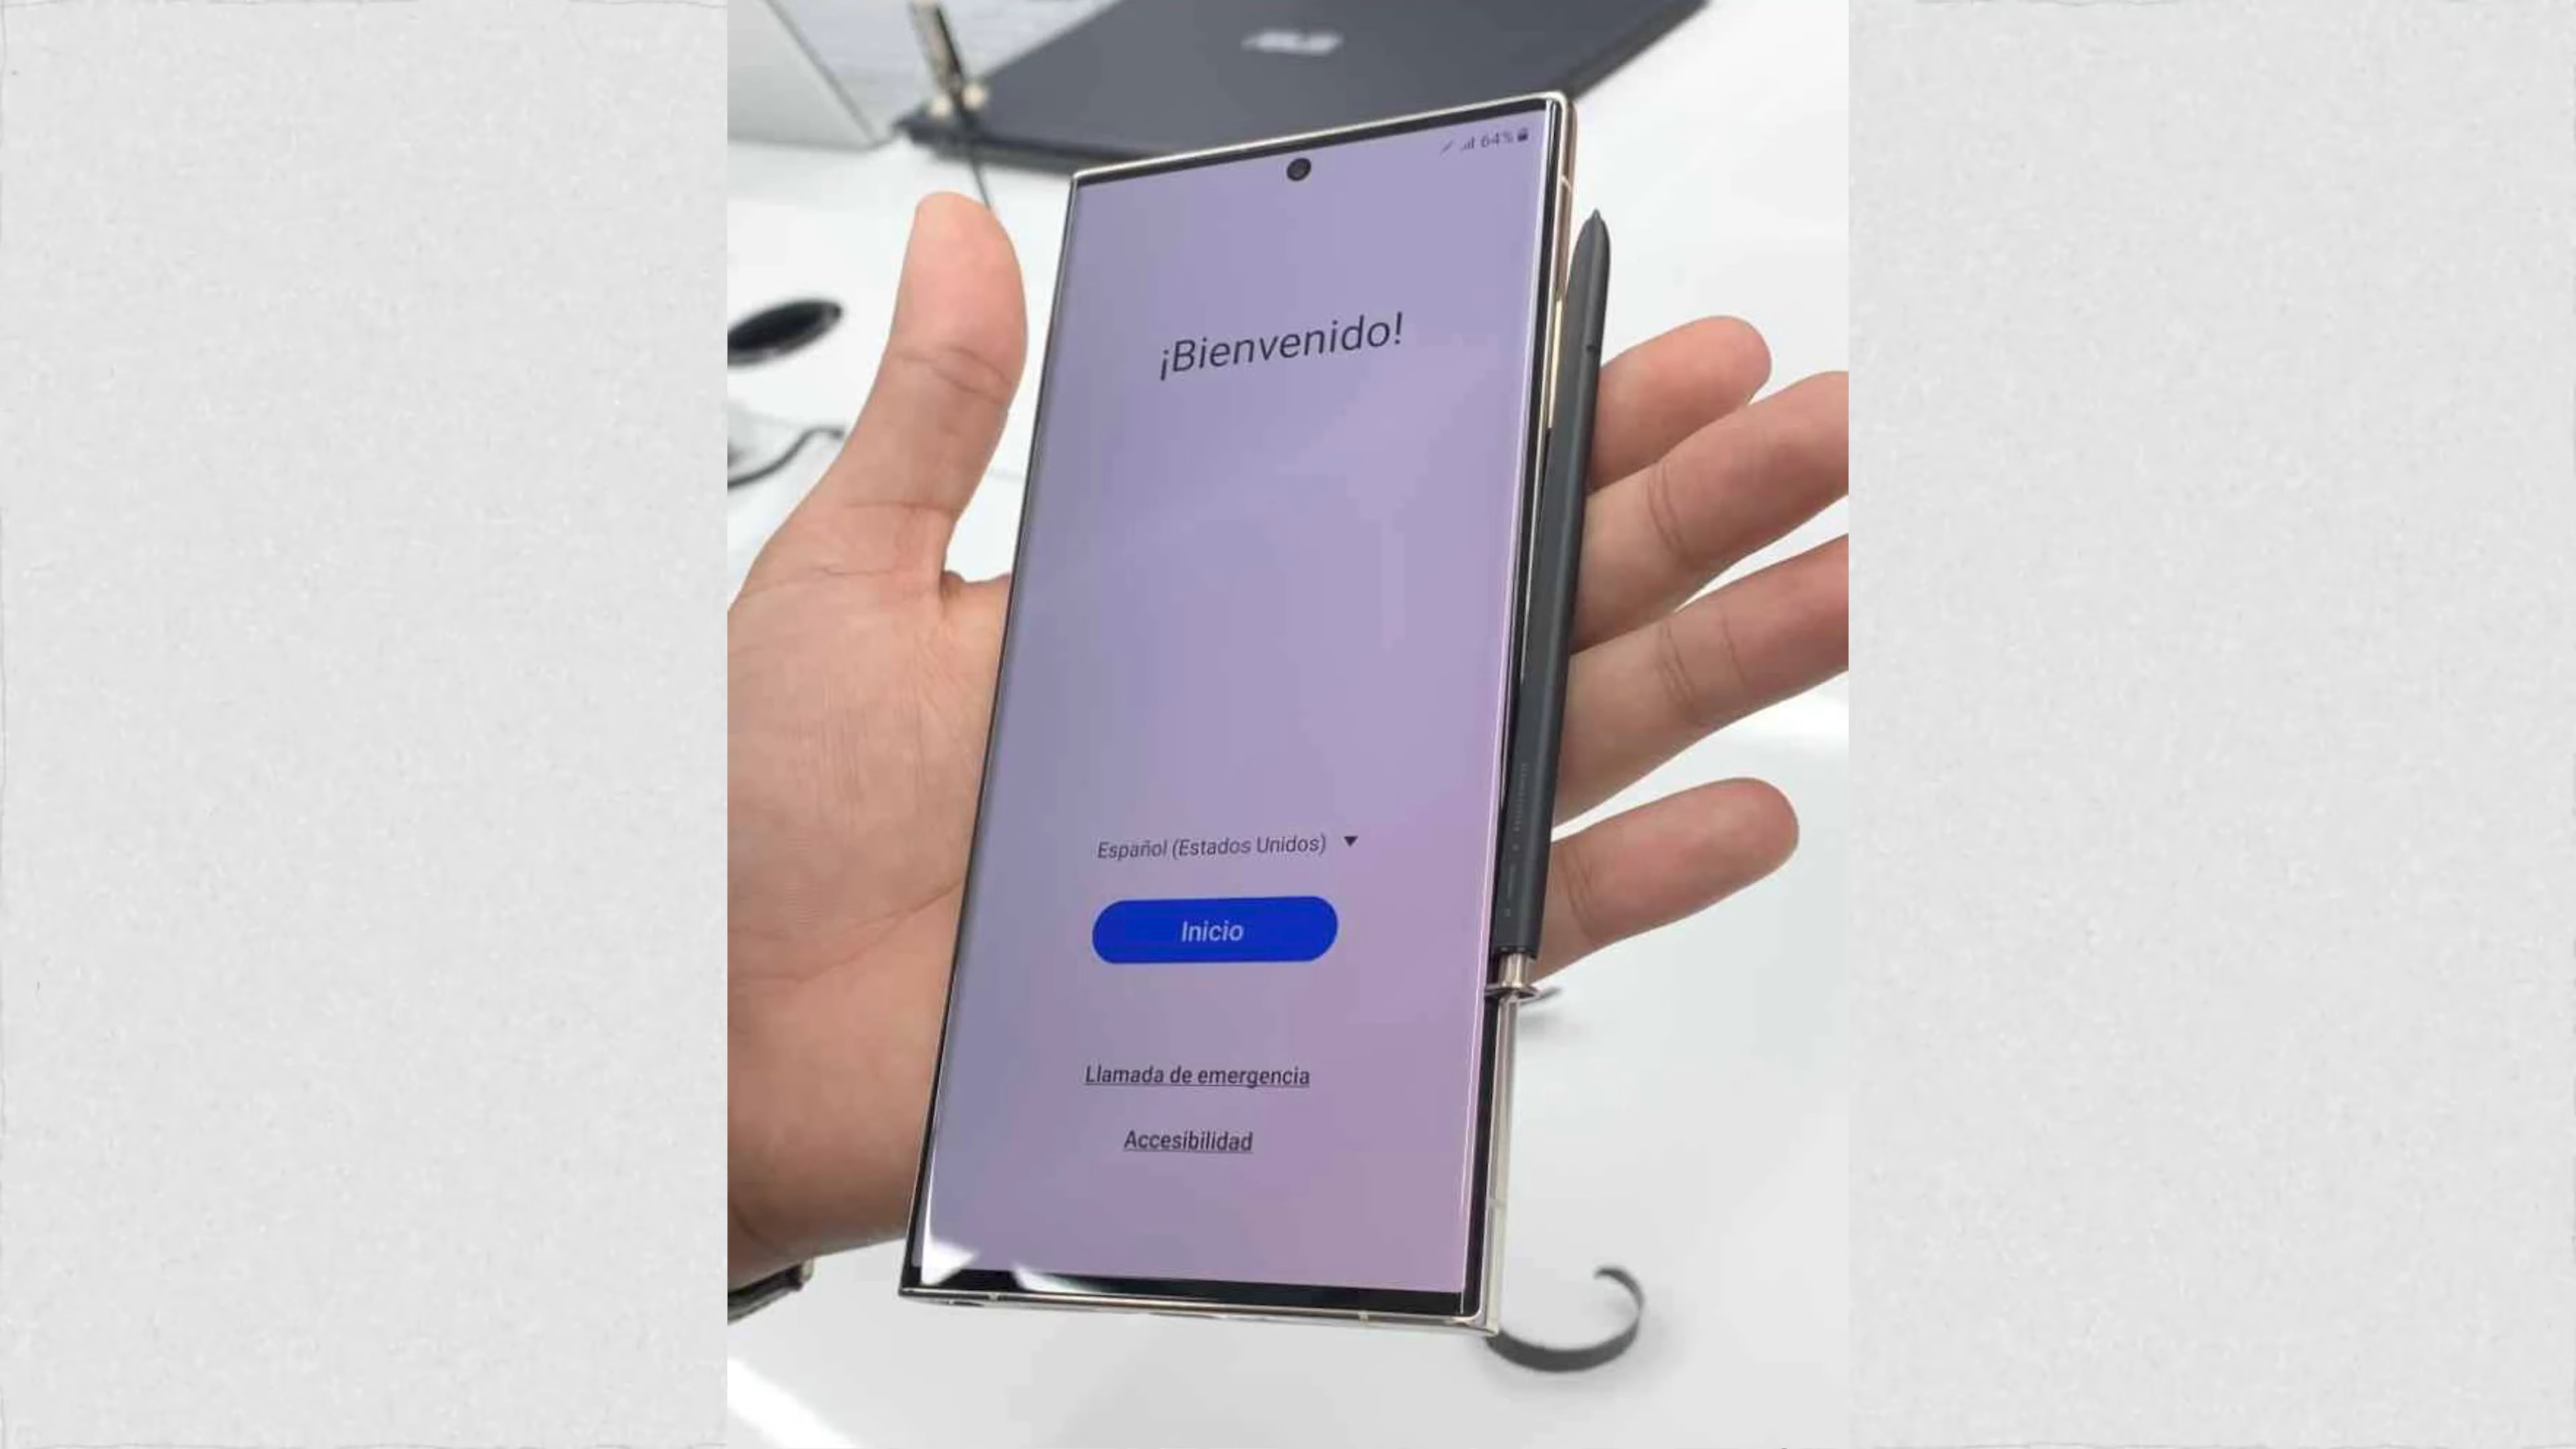 64%
¡Bienvenido!
Español (Estados Unidos)
Inicio
Llamada de emergencia
Accesibilidad